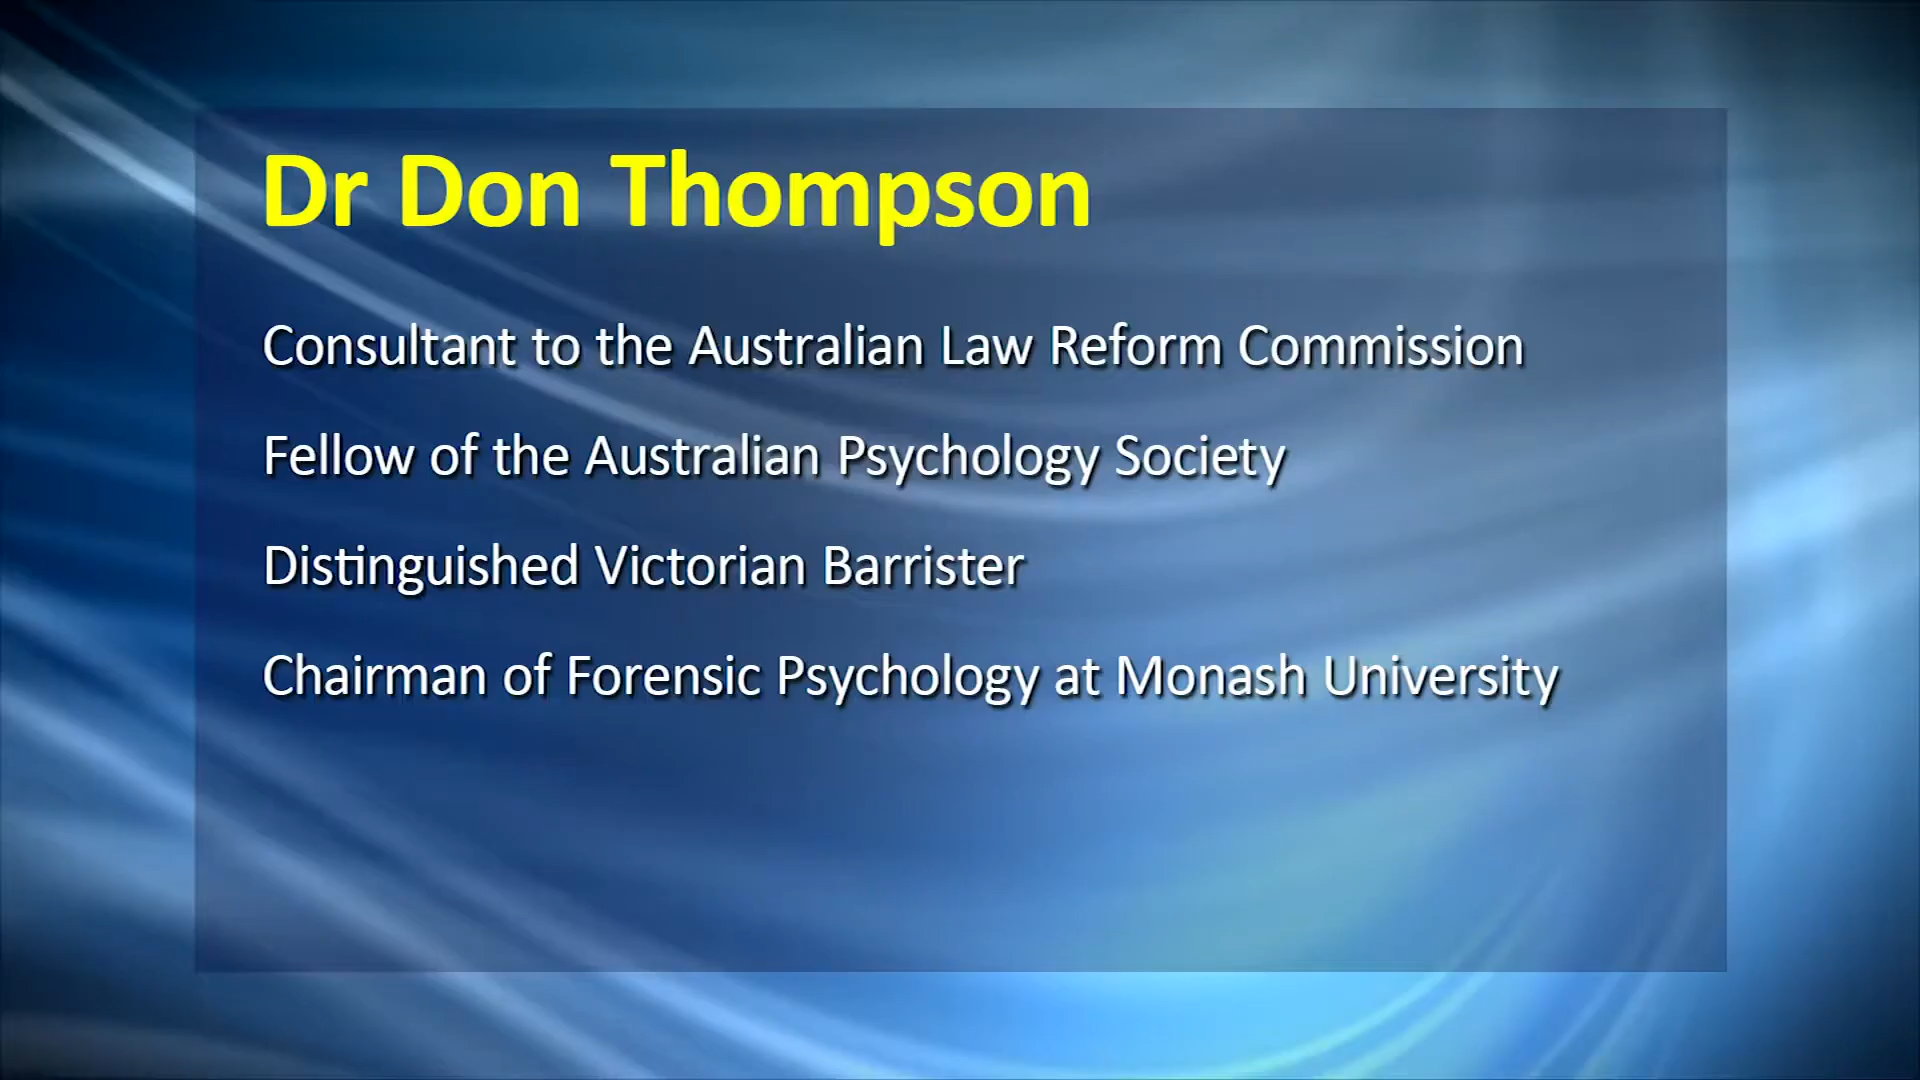 Dr Don Thompson
Consultant to the Australian Law Reform Commission
Fellow of the Australian Psychology Society
Distinguished Victorian Barrister
Chairman of Forensic Psychology at Monash University